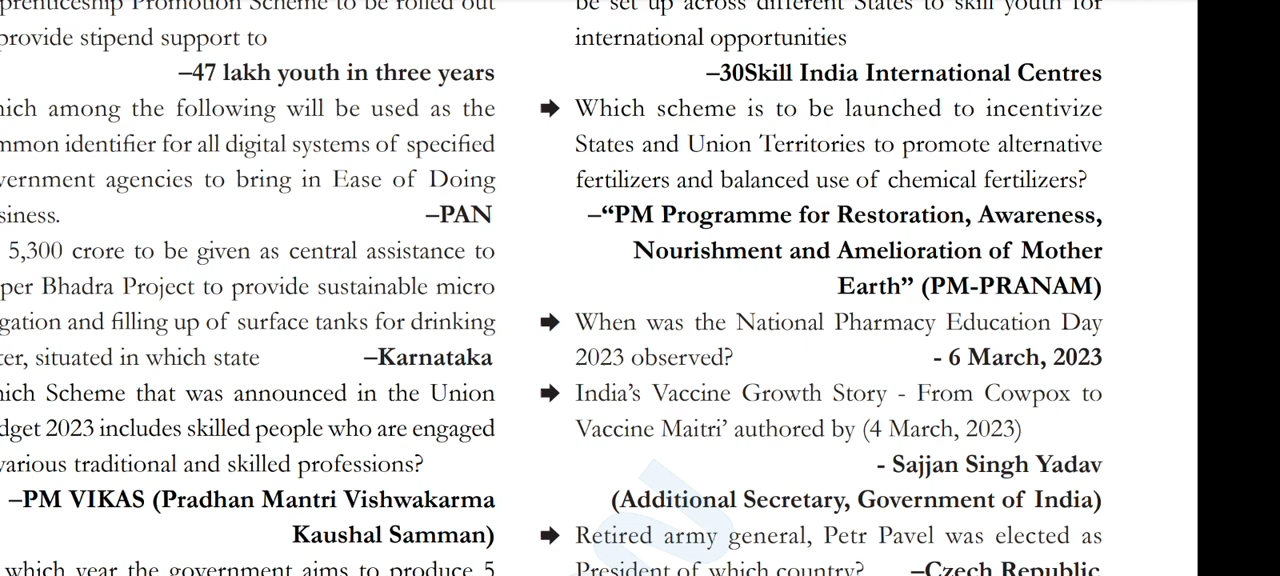 prenticeship Promotion Scheme to be rolled out
provide stipend support to
–47 lakh youth in three years
hich among the following will be used as the
mmon identifier for all digital systems of specified
vernment agencies to bring in Ease of Doing
siness. –PAN
5,300 crore to be given as central assistance to
per Bhadra Project to provide sustainable micro
gation and filling up of surface tanks for drinking
ter, situated in which state –Karnataka
hich Scheme that was announced in the Union
dget 2023 includes skilled people who are engaged
various traditional and skilled professions?
–PM VIKAS (Pradhan Mantri Vishwakarma
Kaushal Samman)
which year the government aims to produce 5
be set up across different States to skill youth for
international opportunities
–30Skill India International Centres
➡ Which scheme is to be launched to incentivize
States and Union Territories to promote alternative
fertilizers and balanced use of chemical fertilizers?
–“PM Programme for Restoration, Awareness,
Nourishment and Amelioration of Mother
Earth” (PM-PRANAM)
➡ When was the National Pharmacy Education Day
2023 observed? - 6 March, 2023
➡ India’s Vaccine Growth Story - From Cowpox to
Vaccine Maitri’ authored by (4 March, 2023)
- Sajjan Singh Yadav
(Additional Secretary, Government of India)
➡ Retired army general, Petr Pavel was elected as
President of which country? –Czech Republic